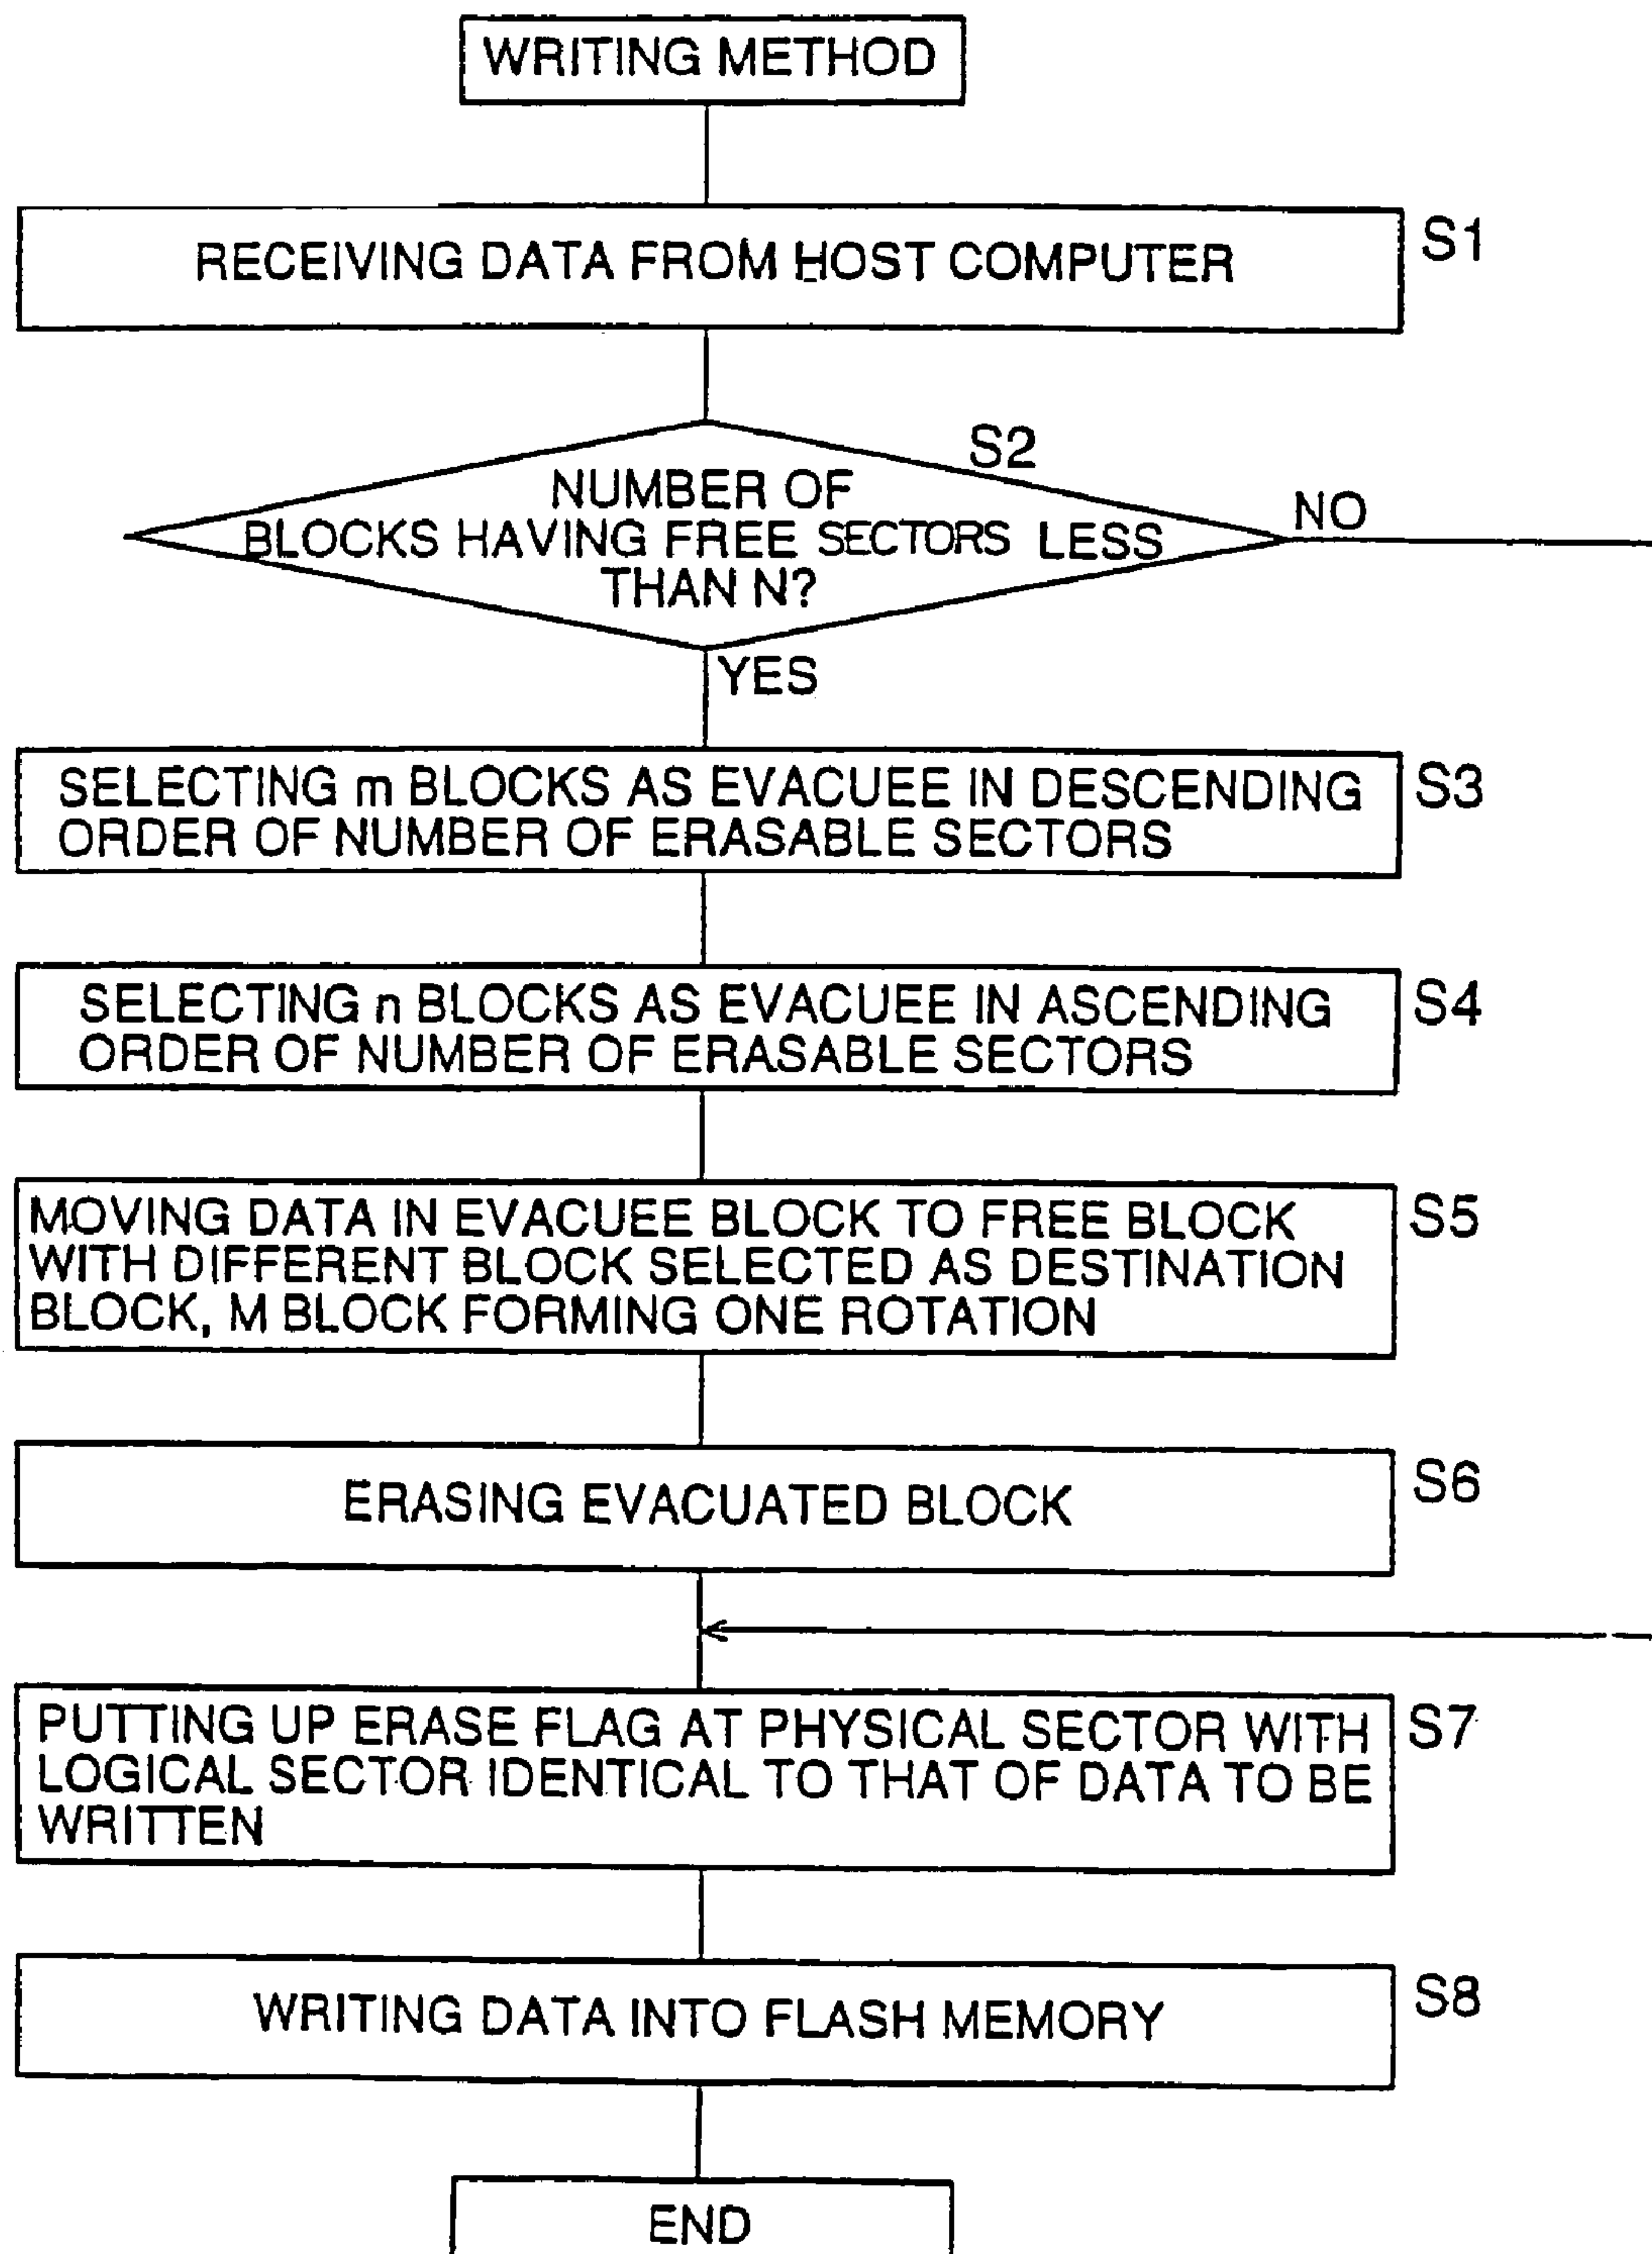 WRITING METHOD
RECEIVING DATA FROM HOST COMPUTER
S1
S2
NUMBER OF
BLOCKS HAVING FREE SECTORS LESS
THAN N?
NO
YES
SELECTING m BLOCKS AS EVACUEE IN DESCENDING
ORDER OF NUMBER OF ERASABLE SECTORS
S3
SELECTING n BLOCKS AS EVACUEE IN ASCENDING
ORDER OF NUMBER OF ERASABLE SECTORS
S4
MOVING DATA IN EVACUEE BLOCK TO FREE BLOCK
WITH DIFFERENT BLOCK SELECTED AS DESTINATION
BLOCK, M BLOCK FORMING ONE ROTATION
S5
ERASING EVACUATED BLOCK
S6
PUTTING UP ERASE FLAG AT PHYSICAL SECTOR WITH
LOGICAL SECTOR IDENTICAL TO THAT OF DATA TO BE
WRITTEN
S7
WRITING DATA INTO FLASH MEMORY
S8
END